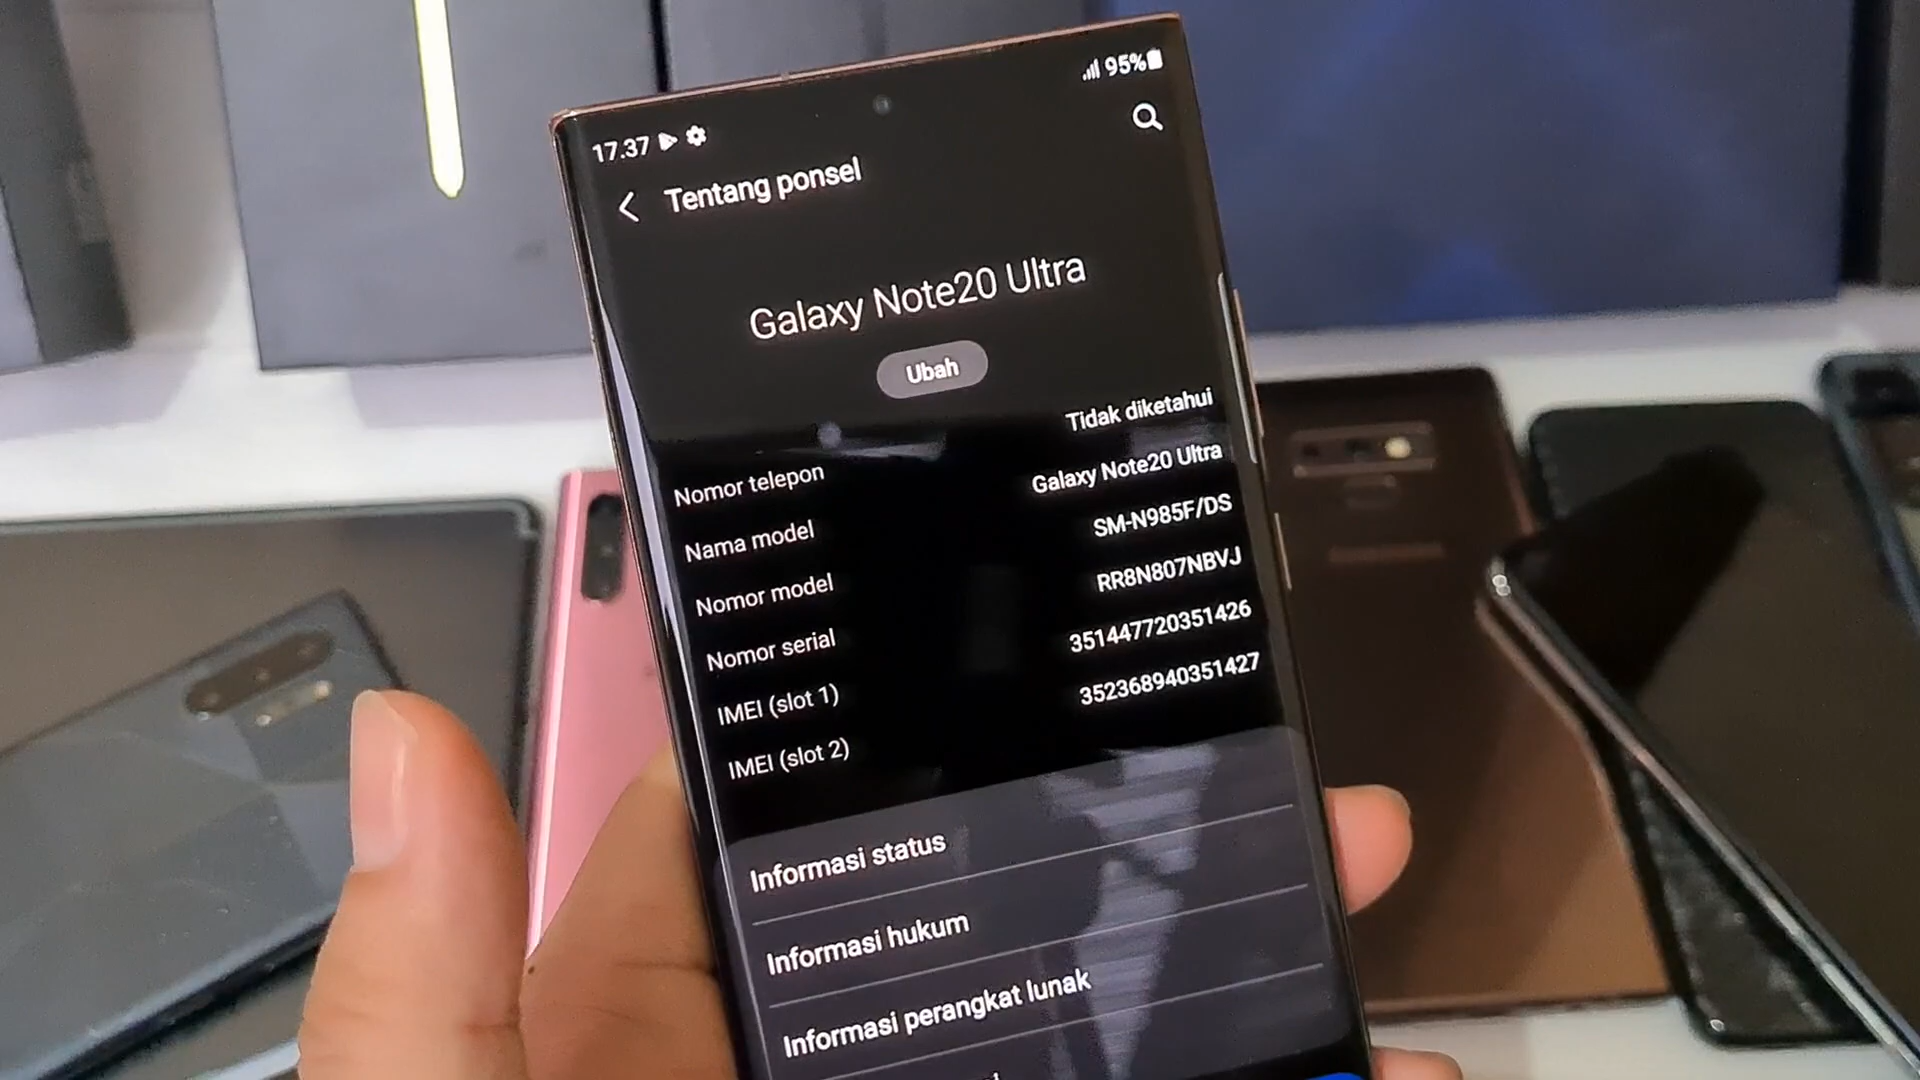 17.37
95%
Tentang ponsel
Galaxy Note20 Ultra
Ubah
Nomor telepon Tidak diketahui
Nama model Galaxy Note20 Ultra
Nomor model SM-N985F/DS
Nomor serial RR8N807NBVJ
IMEI (slot 1) 351447720351426
IMEI (slot 2) 352368940351427
Informasi status
Informasi hukum
Informasi perangkat lunak